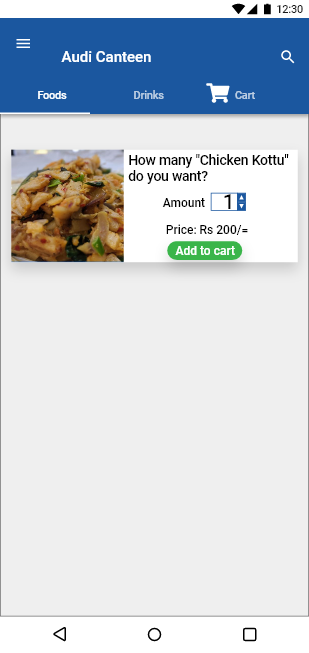 12:30
Audi Canteen
Foods
Drinks
Cart
How many "Chicken Kottu"
do you want?
Amount 1
Price: Rs 200/=
Add to cart